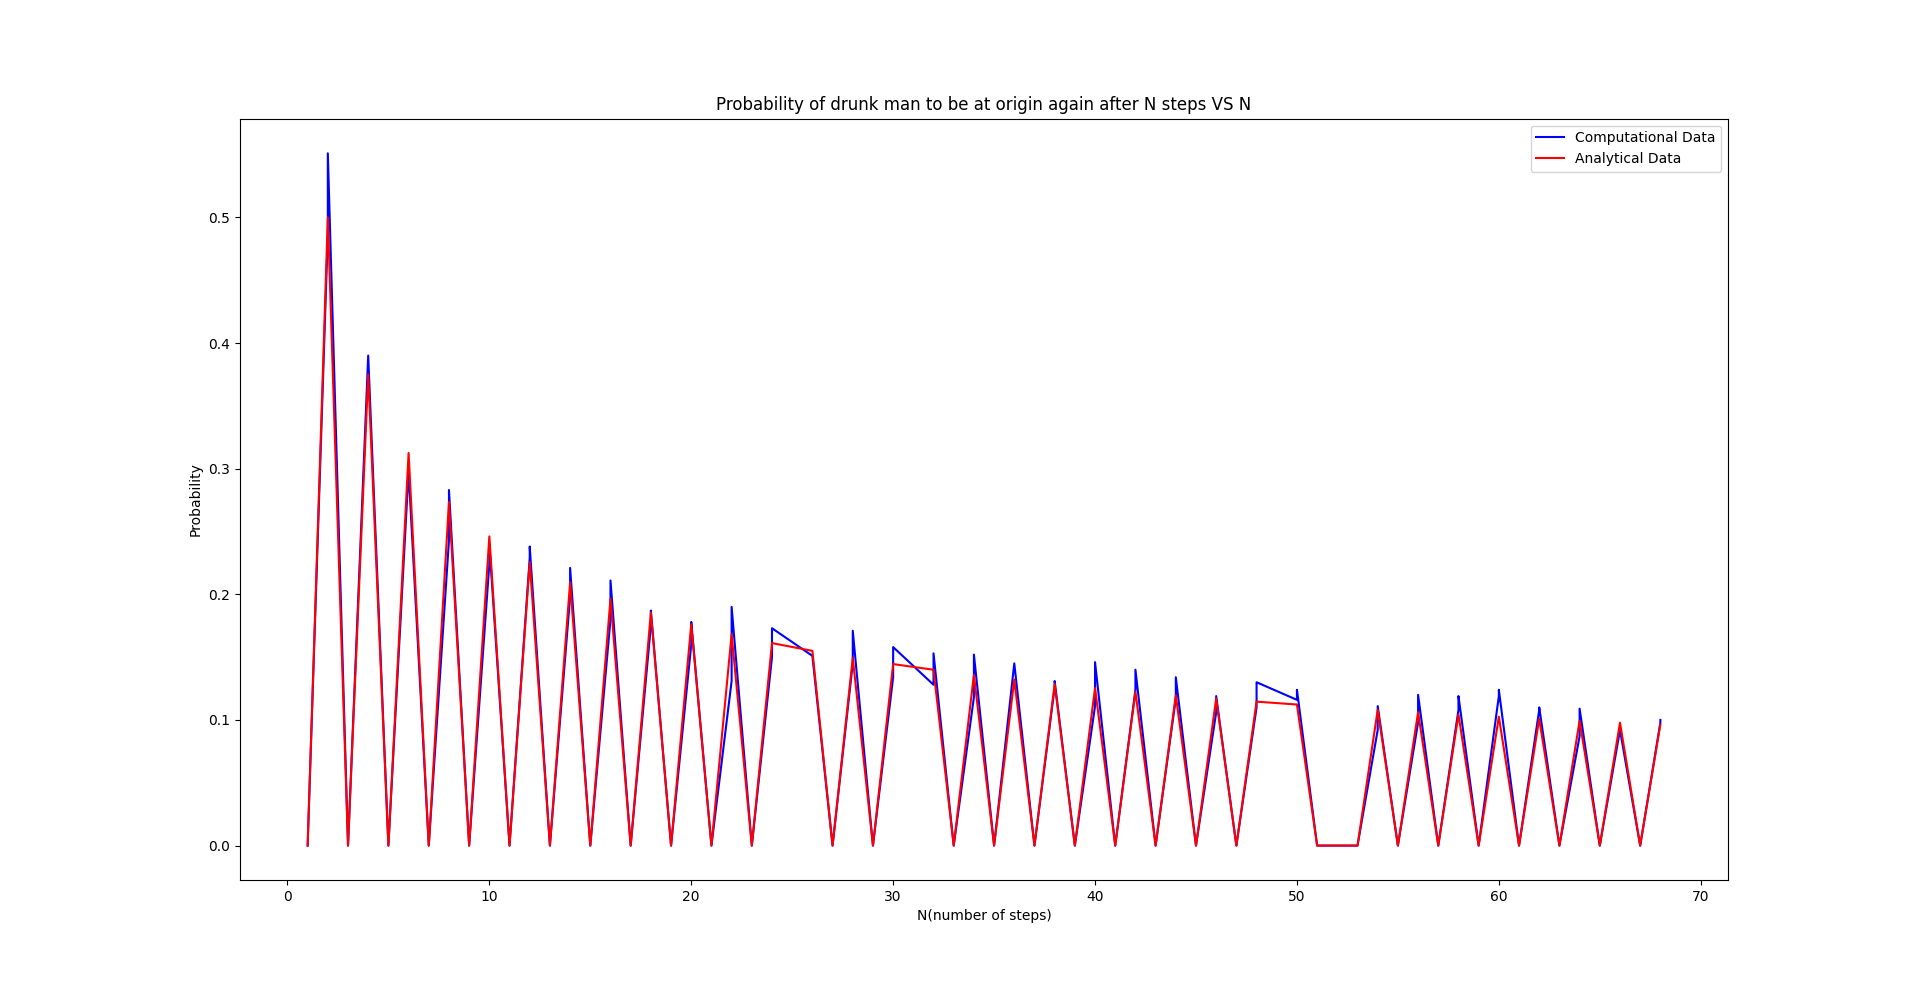 Probability of drunk man to be at origin again after N steps VS N
Computational Data
Analytical Data
Probability
0.5
0.4
0.3
0.2
0.1
0.0
0 10 20 30 40 50 60 70
N(number of steps)